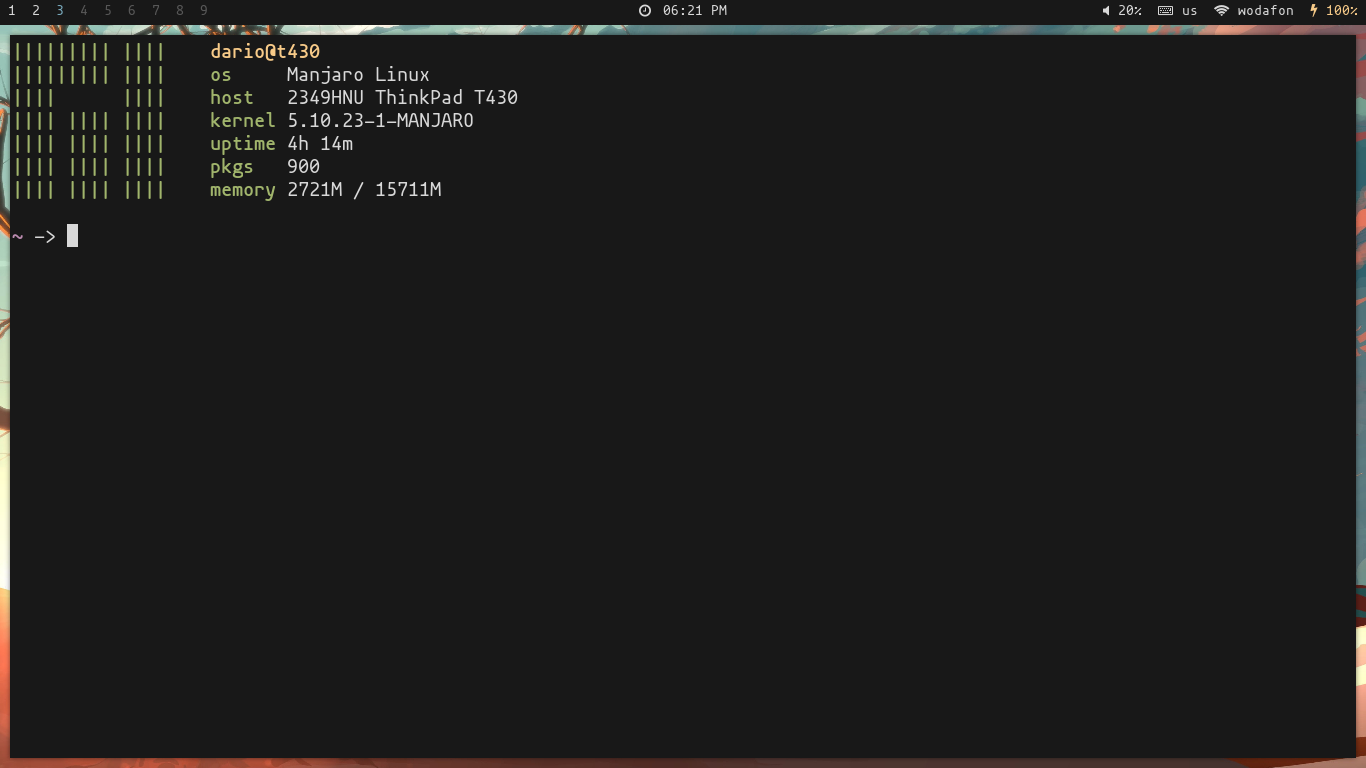 1 2 3 4 5 6 7 8 9 06:21 PM 20% us wodafon 100%
||||||||| |||| dario@t430
||||||||| |||| os Manjaro Linux
|||| |||| host 2349HNU ThinkPad T430
|||| |||| |||| kernel 5.10.23-1-MANJARO
|||| |||| |||| uptime 4h 14m
|||| |||| |||| pkgs 900
|||| |||| |||| memory 2721M / 15711M
~ ->